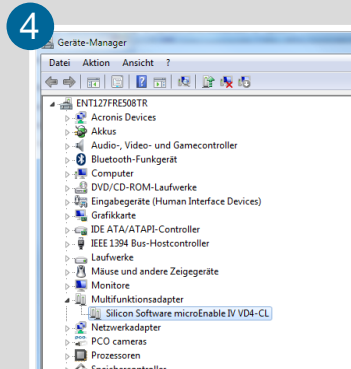 4
Geräte-Manager
Datei Aktion Ansicht ?
ENT127FRE508TR
Acronis Devices
Akkus
Audio-, Video- und Gamecontroller
Bluetooth-Funkgerät
Computer
DVD/CD-ROM-Laufwerke
Eingabegeräte (Human Interface Devices)
Grafikkarte
IDE ATA/ATAPI-Controller
IEEE 1394 Bus-Hostcontroller
Laufwerke
Mäuse und andere Zeigegeräte
Monitore
Multifunktionsadapter
Silicon Software microEnable IV VD4-CL
Netzwerkadapter
PCO cameras
Prozessoren
Speichercontroller